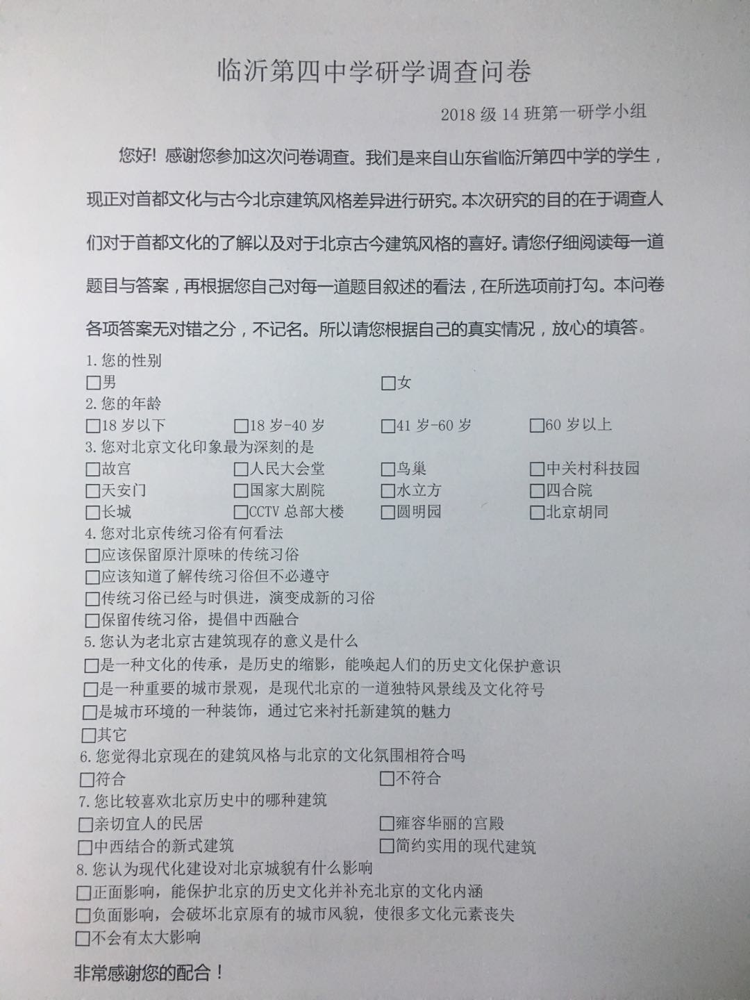 临沂第四中学研学调查问卷
2018 级 14 班第一研学小组
您好! 感谢您参加这次问卷调查。我们是来自山东省临沂第四中学的学生，
现正对首都文化与古今北京建筑风格差异进行研究。本次研究的目的在于调查人
们对于首都文化的了解以及对于北京古今建筑风格的喜好。请您仔细阅读每一道
题目与答案，再根据您自己对每一道题目叙述的看法，在所选项前打勾。本问卷
各项答案无对错之分，不记名。所以请您根据自己的真实情况，放心的填答。
1. 您的性别
□男 □女
2. 您的年龄
□18 岁以下 □18 岁-40 岁 □41 岁-60 岁 □60 岁以上
3. 您对北京文化印象最为深刻的是
□故宫 □人民大会堂 □鸟巢 □中关村科技园
□天安门 □国家大剧院 □水立方 □四合院
□长城 □CCTV 总部大楼 □圆明园 □北京胡同
4. 您对北京传统习俗有何看法
□应该保留原汁原味的传统习俗
□应该知道了解传统习俗但不必遵守
□传统习俗已经与时俱进，演变成新的习俗
□保留传统习俗，提倡中西融合
5. 您认为老北京古建筑现存的意义是什么
□是一种文化的传承，是历史的缩影，能唤起人们的历史文化保护意识
□是一种重要的城市景观，是现代北京的一道独特风景线及文化符号
□是城市环境的一种装饰，通过它来衬托新建筑的魅力
□其它
6. 您觉得北京现在的建筑风格与北京的文化氛围相符合吗
□符合 □不符合
7. 您比较喜欢北京历史中的哪种建筑
□亲切宜人的民居 □雍容华丽的宫殿
□中西结合的新式建筑 □简约实用的现代建筑
8. 您认为现代化建设对北京城貌有什么影响
□正面影响，能保护北京的历史文化并补充北京的文化内涵
□负面影响，会破坏北京原有的城市风貌，使很多文化元素丧失
□不会有太大影响
非常感谢您的配合！